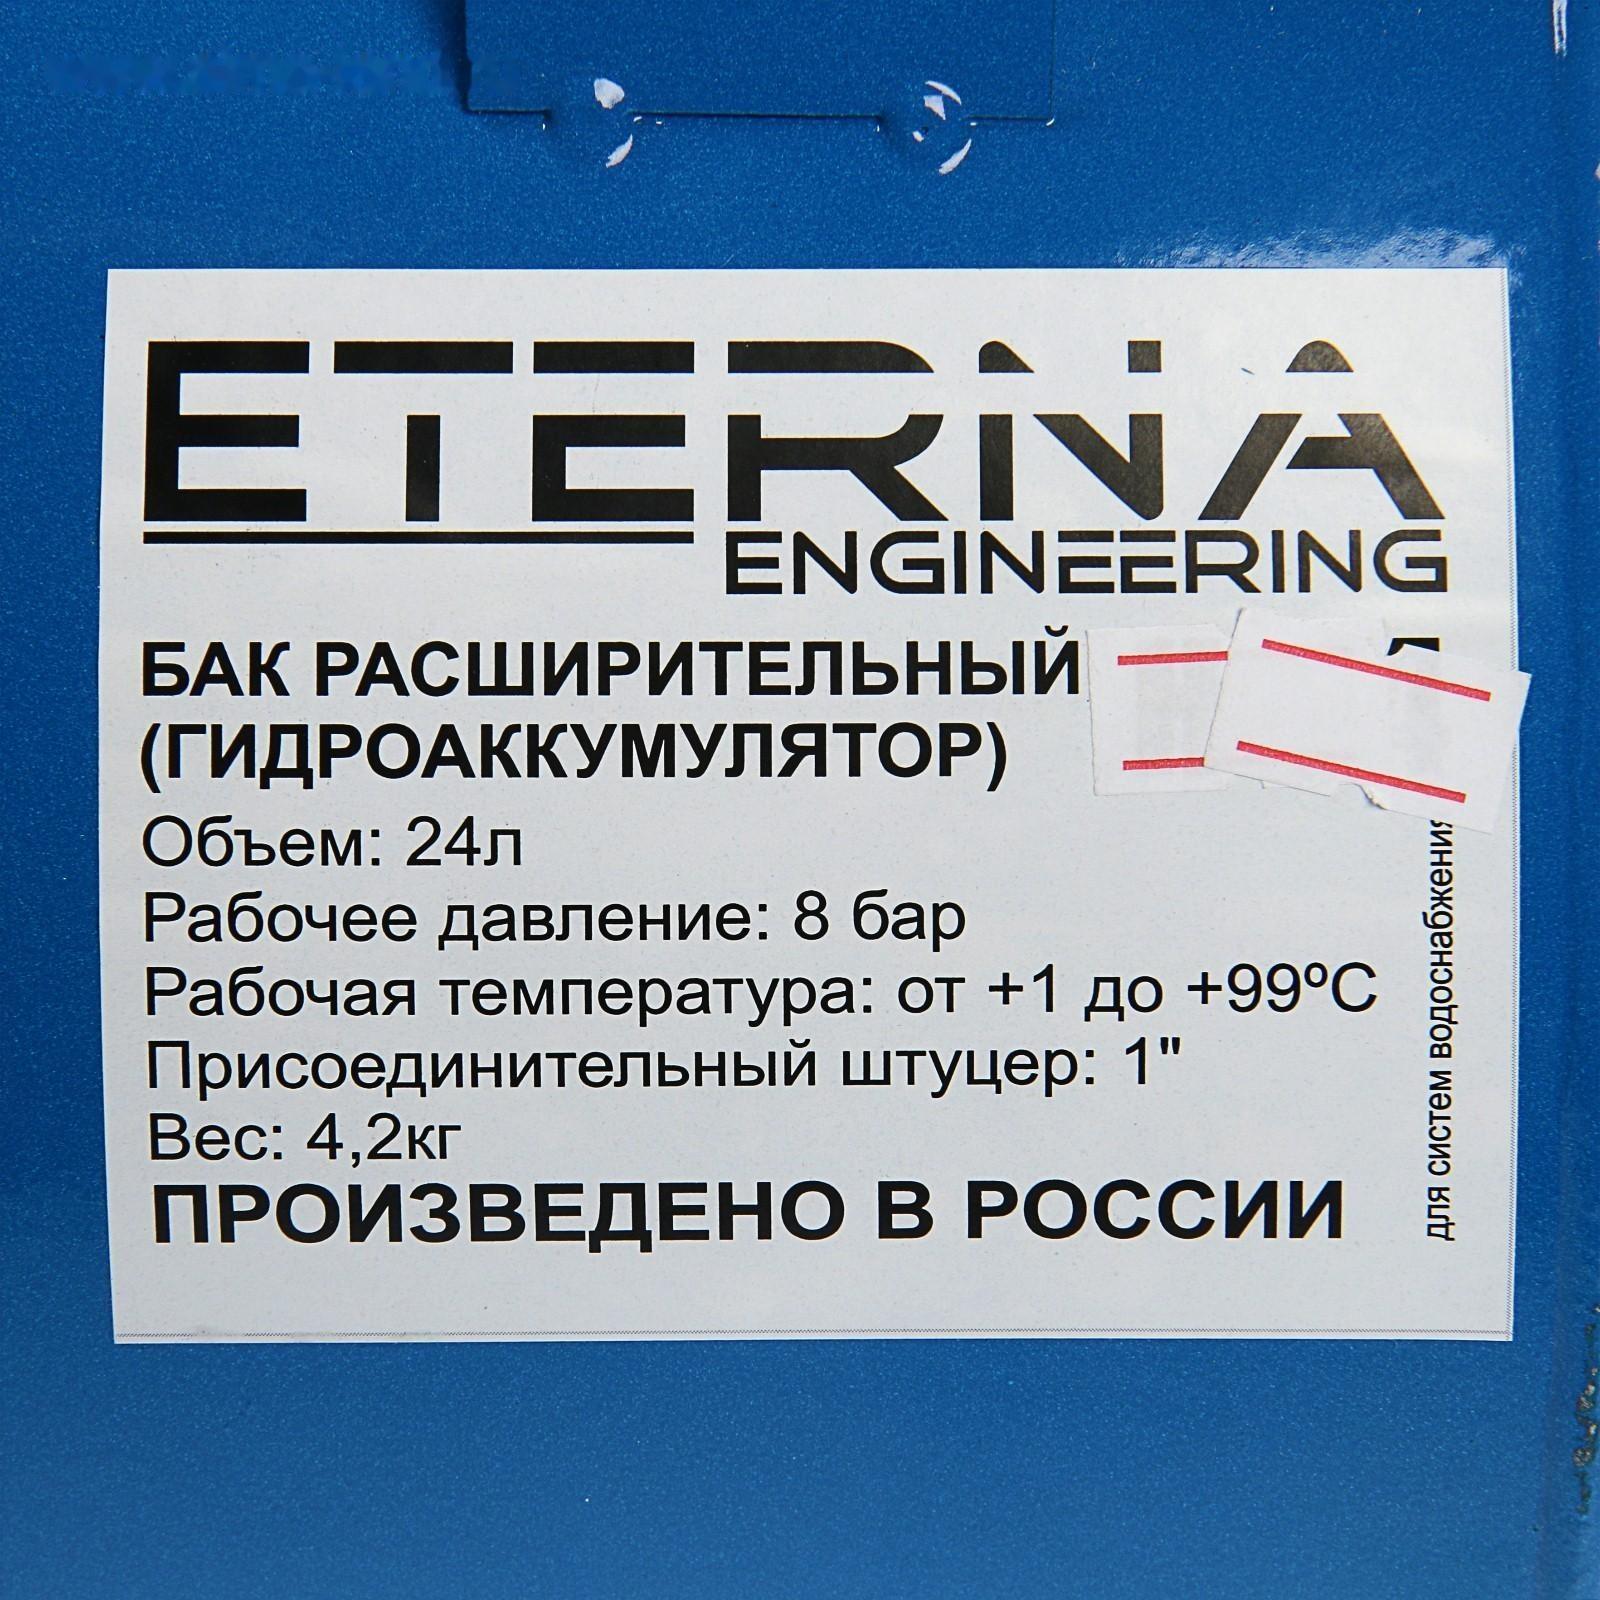 ETERNA
ENGINEERING
БАК РАСШИРИТЕЛЬНЫЙ
(ГИДРОАККУМУЛЯТОР)
Объем: 24л
Рабочее давление: 8 бар
Рабочая температура: от +1 до +99ºС
Присоединительный штуцер: 1"
Вес: 4,2кг
ПРОИЗВЕДЕНО В РОССИИ
для систем водоснабжения